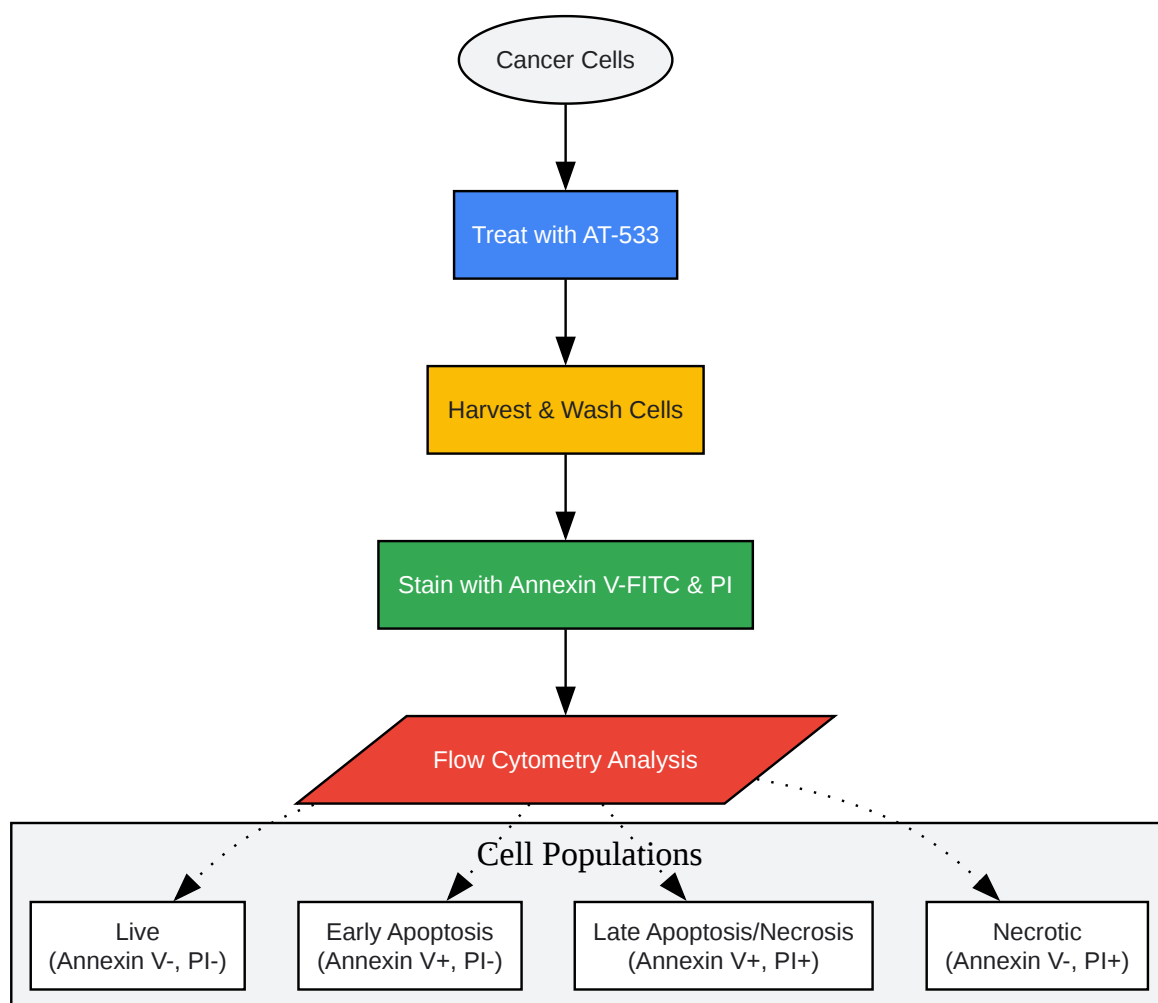 Cancer Cells
Treat with AT-533
Harvest & Wash Cells
Stain with Annexin V-FITC & PI
Flow Cytometry Analysis
Cell Populations
Live
(Annexin V-, PI-)
Early Apoptosis
(Annexin V+, PI-)
Late Apoptosis/Necrosis
(Annexin V+, PI+)
Necrotic
(Annexin V-, PI+)